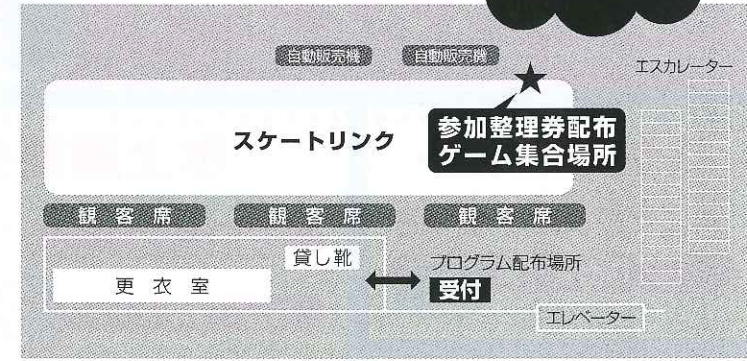 自動販売機
自動販売機
エスカレーター
スケートリンク
参加整理券配布
ゲーム集合場所
観客席
観客席
観客席
貸し靴
プログラム配布場所
更衣室
受付
エレベーター